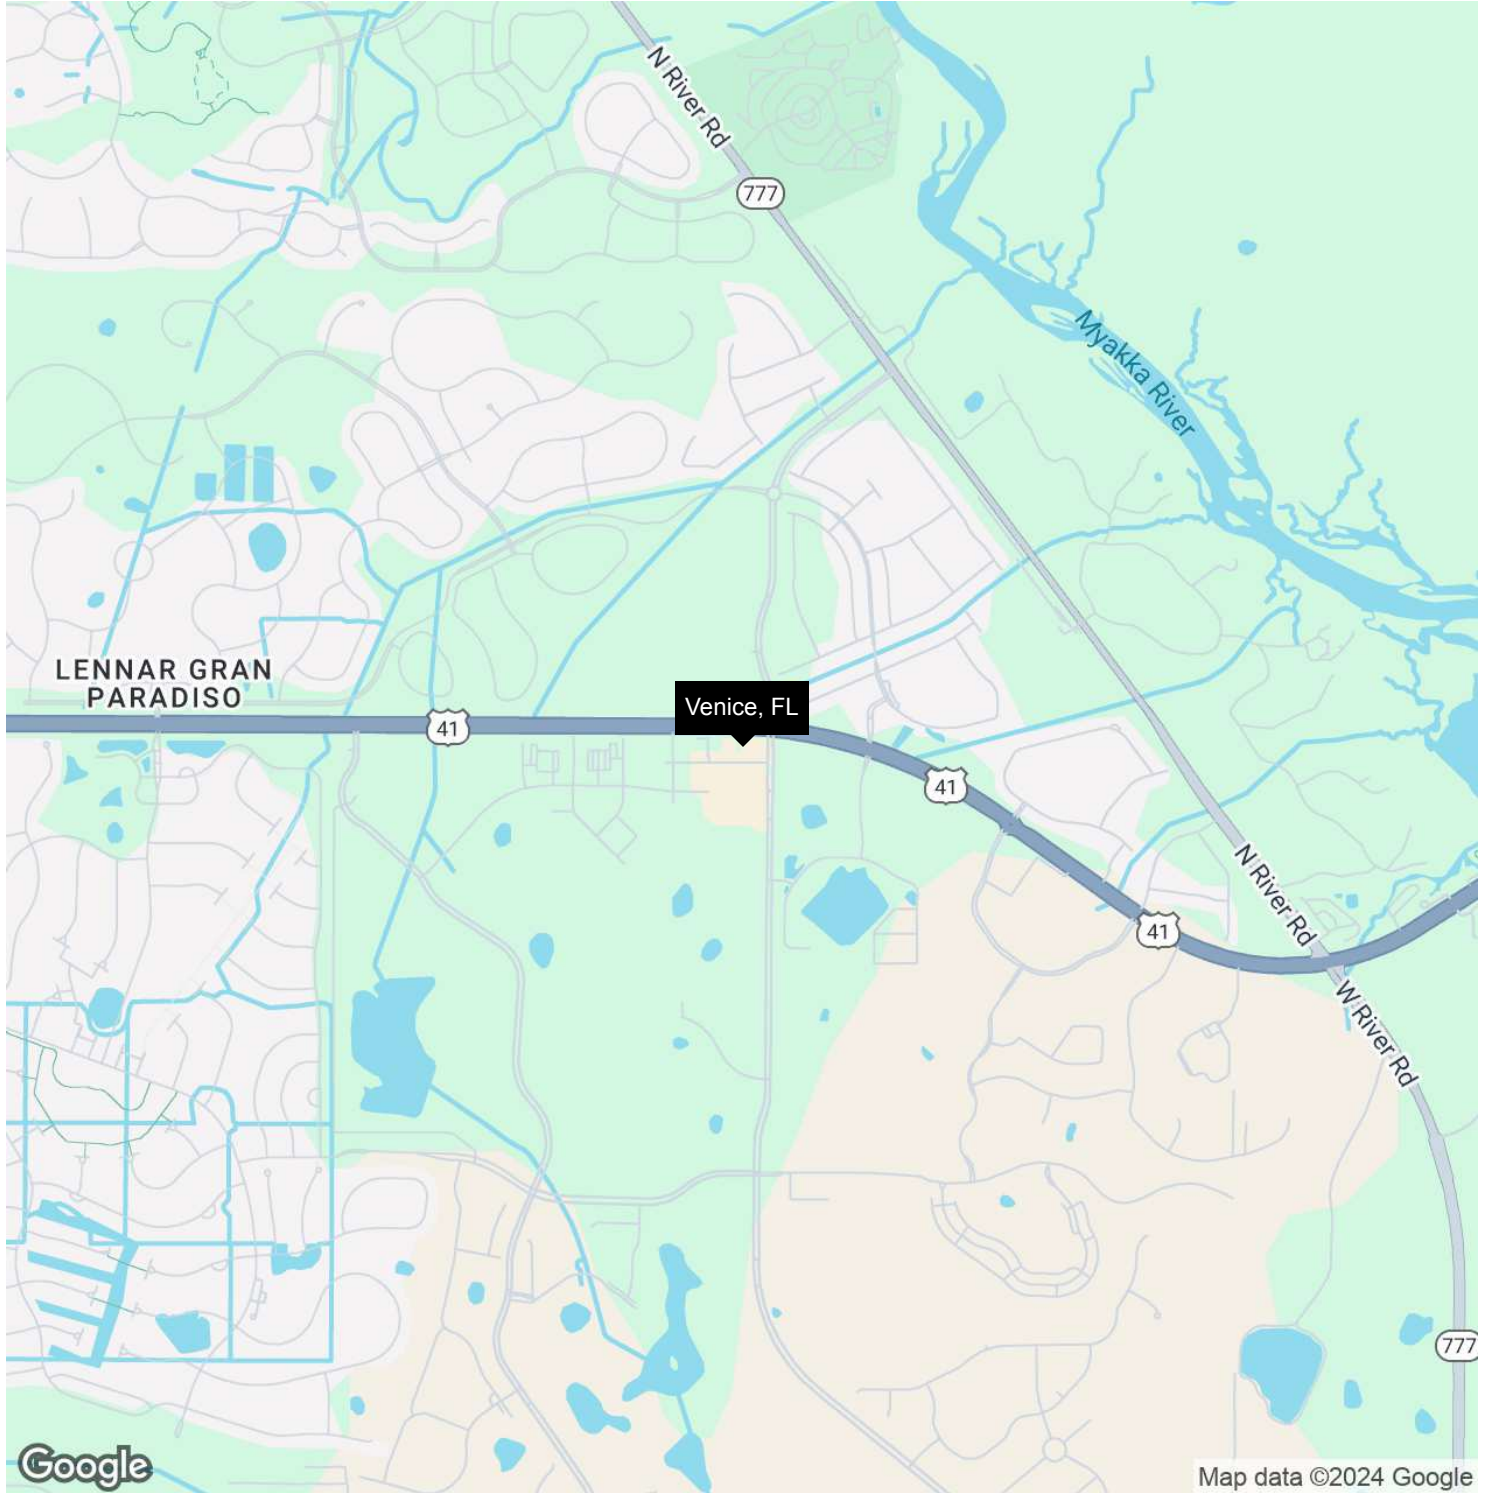 N River Rd
777
Myakka River
LENNAR GRAN
PARADISO
41
Venice, FL
41
N River Rd
41
W River Rd
777
Google
Map data ©2024 Google